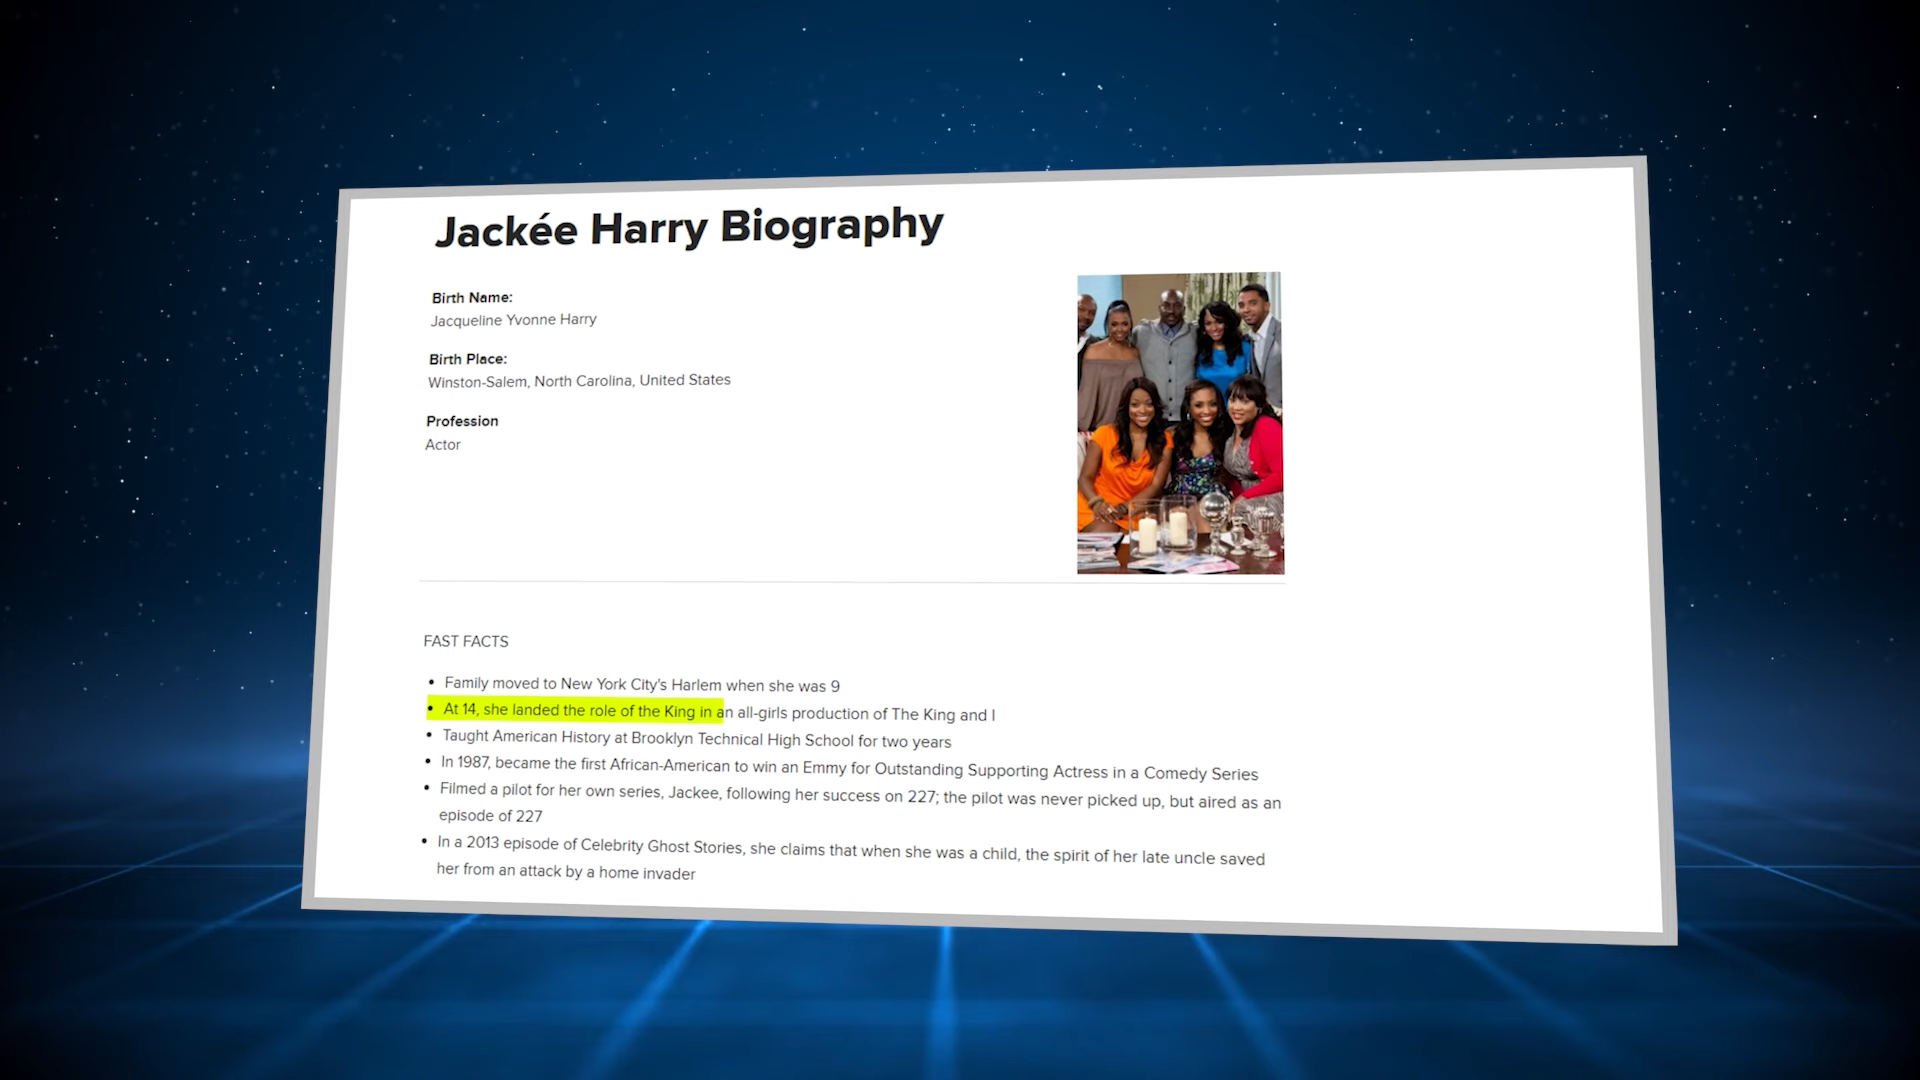 Jackée Harry Biography
Birth Name:
Jacqueline Yvonne Harry
Birth Place:
Winston-Salem, North Carolina, United States
Profession
Actor
FAST FACTS
• Family moved to New York City's Harlem when she was 9
• At 14, she landed the role of the King in an all-girls production of The King and I
• Taught American History at Brooklyn Technical High School for two years
• In 1987, became the first African-American to win an Emmy for Outstanding Supporting Actress in a Comedy Series
• Filmed a pilot for her own series, Jackee, following her success on 227; the pilot was never picked up, but aired as an
episode of 227
• In a 2013 episode of Celebrity Ghost Stories, she claims that when she was a child, the spirit of her late uncle saved
her from an attack by a home invader